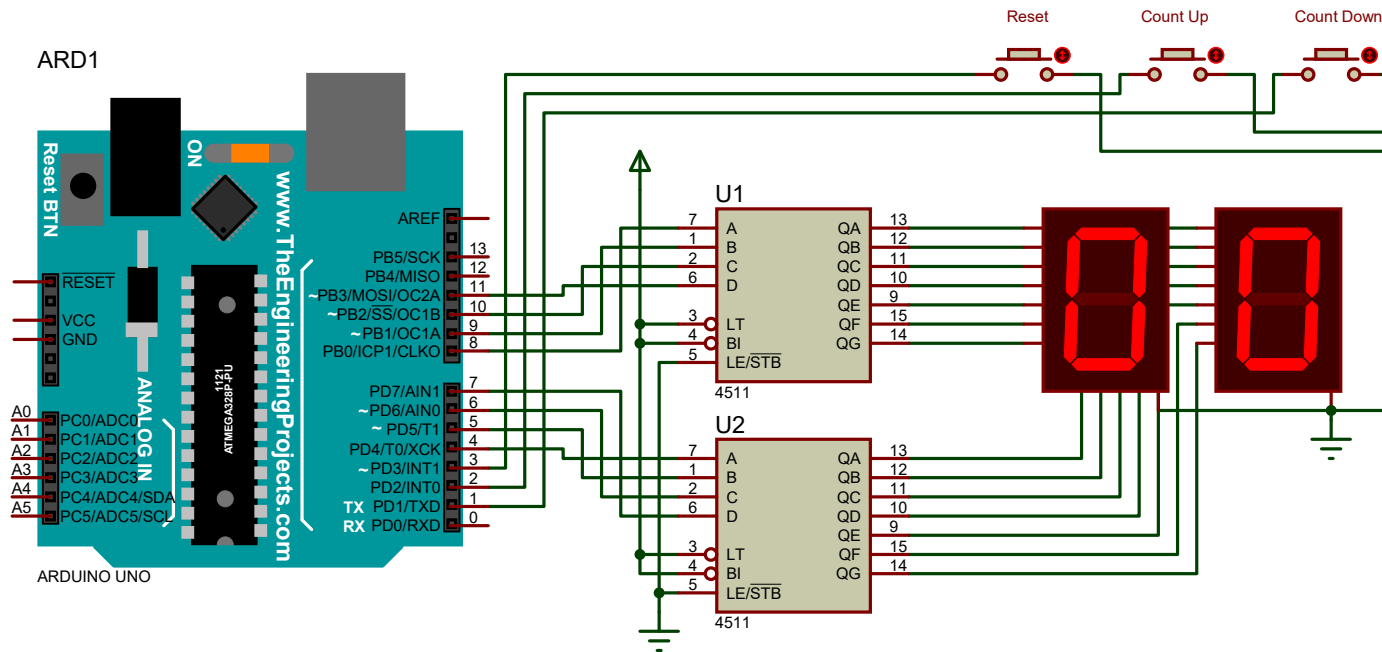 Reset
Count Up
Count Down
ARD1
Reset BTN
ON
www.TheEngineeringProjects.com
RESET
VCC
GND
ANALOG IN
1121
ATMEGA328P-PU
A0 PC0/ADC0
A1 PC1/ADC1
A2 PC2/ADC2
A3 PC3/ADC3
A4 PC4/ADC4/SDA
A5 PC5/ADC5/SCL
AREF
PB5/SCK 13
PB4/MISO 12
~PB3/MOSI/OC2A 11
~PB2/SS/OC1B 10
~PB1/OC1A 9
PB0/ICP1/CLKO 8
PD7/AIN1 7
~PD6/AIN0 6
~PD5/T1 5
PD4/T0/XCK 4
~PD3/INT1 3
PD2/INT0 2
TX PD1/TXD 1
RX PD0/RXD 0
ARDUINO UNO
U1
7 A QA 13
1 B QB 12
2 C QC 11
6 D QD 10
QE 9
3 LT QF 15
4 BI QG 14
5 LE/STB
4511
U2
7 A QA 13
1 B QB 12
2 C QC 11
6 D QD 10
QE 9
3 LT QF 15
4 BI QG 14
5 LE/STB
4511
0 0